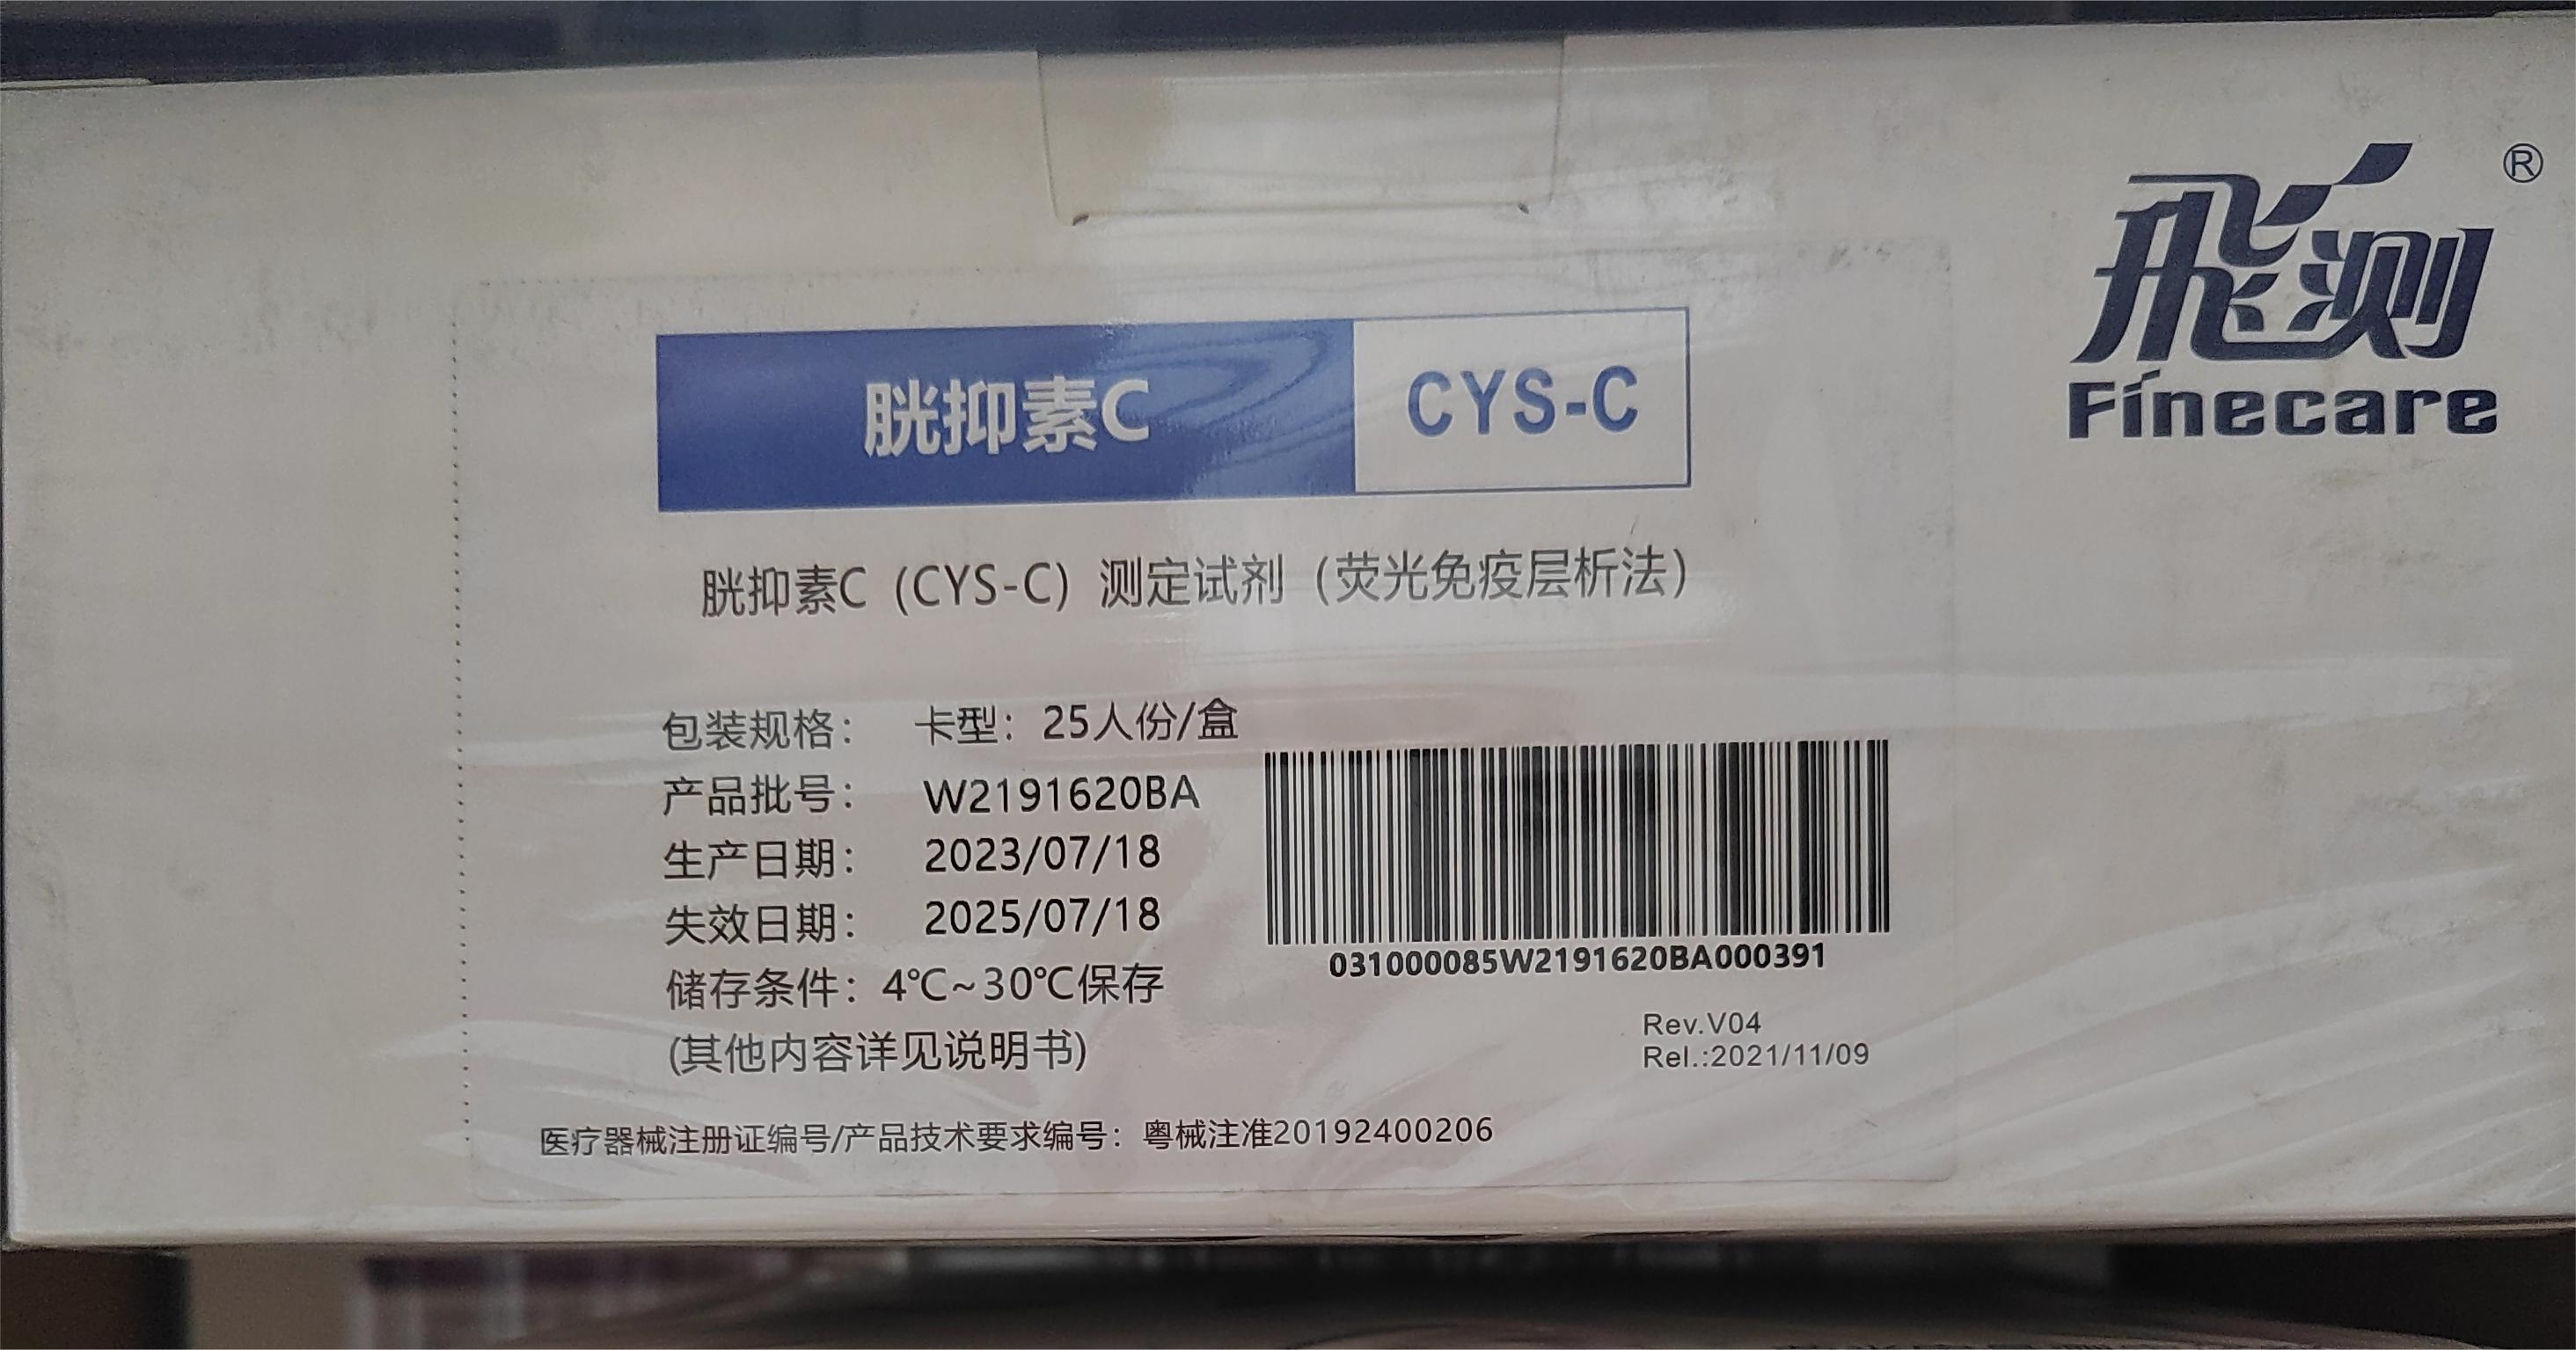 飛测®
Finecare
胱抑素C CYS-C
胱抑素C (CYS-C) 测定试剂 (荧光免疫层析法)
包装规格： 卡型：25人份/盒
产品批号： W2191620BA
生产日期： 2023/07/18
失效日期： 2025/07/18
储存条件：4℃~30℃保存
(其他内容详见说明书)
031000085W2191620BA000391
Rev.V04
Rel.:2021/11/09
医疗器械注册证编号/产品技术要求编号：粤械注准20192400206